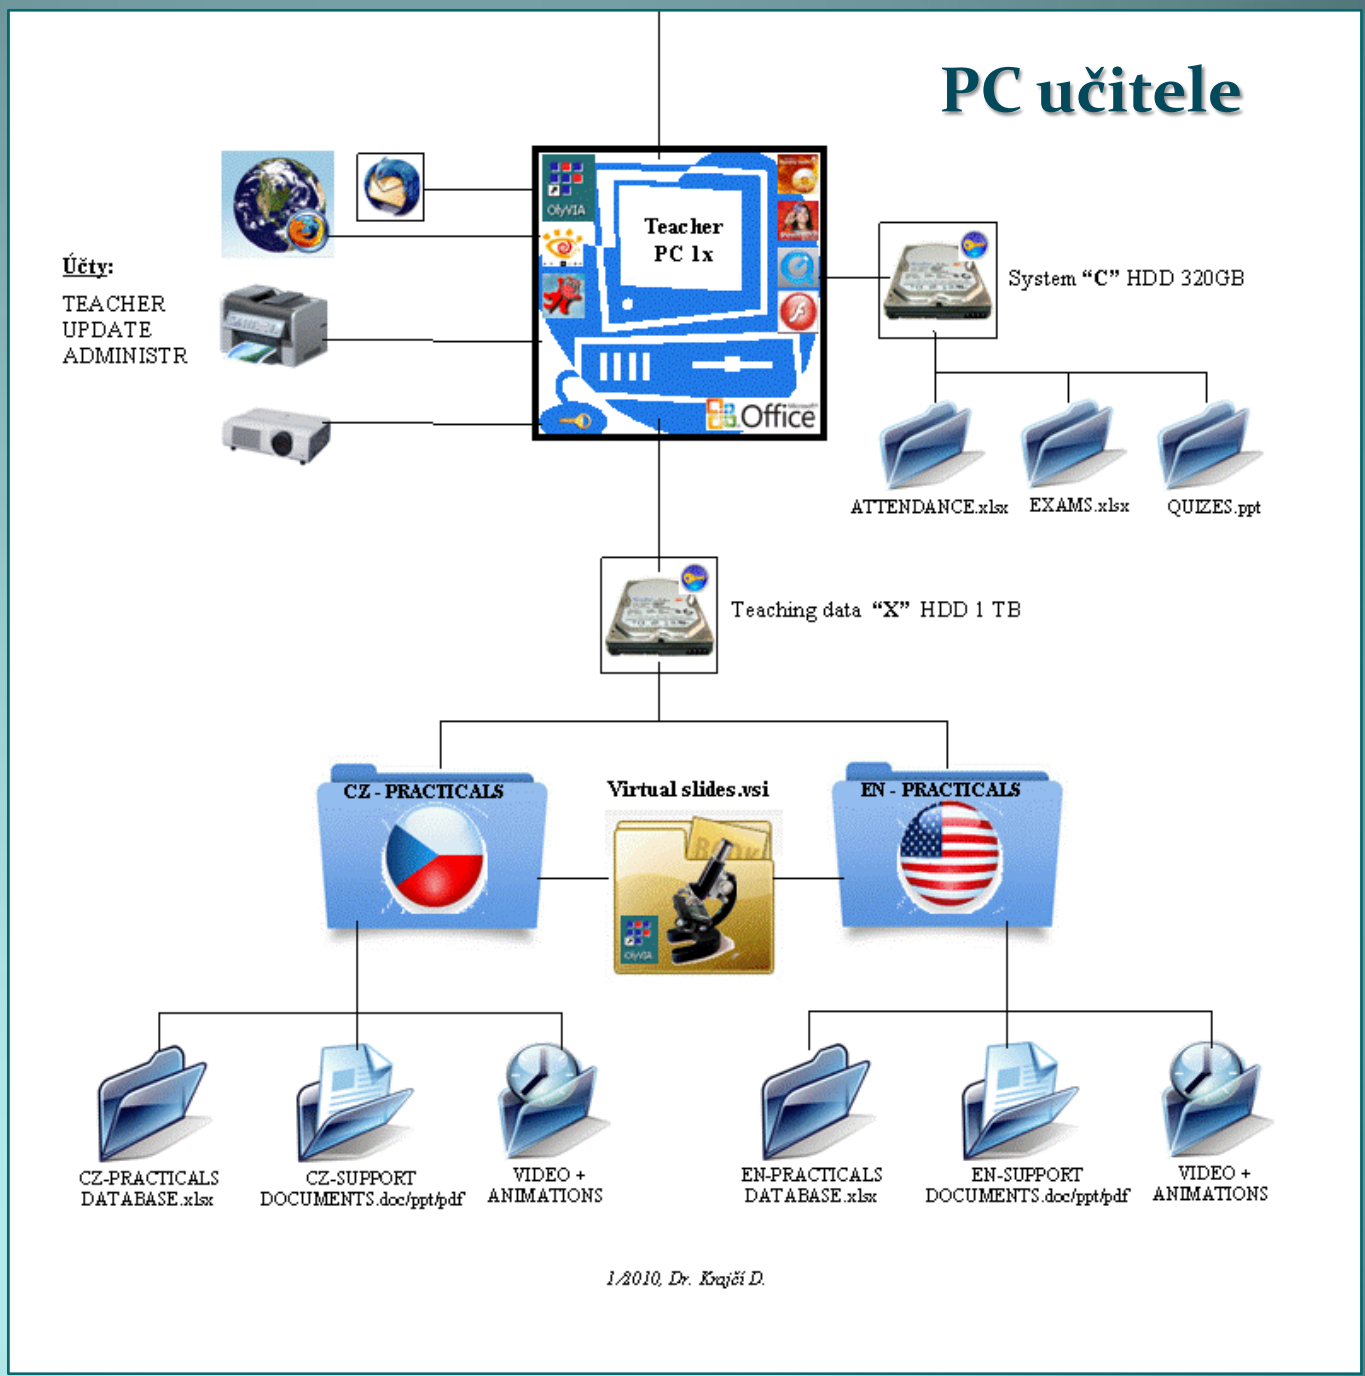 PC učitele
Účty:
TEACHER
UPDATE
ADMINISTR
OlyVIA
Teacher
PC 1x
Microsoft
Office
System “C” HDD 320GB
ATTENDANCE.xlsx
EXAMS.xlsx
QUIZES.ppt
Teaching data “X” HDD 1 TB
CZ - PRACTICALS
Virtual slides.vsi
EN - PRACTICALS
BOOK
OlyVIA
CZ-PRACTICALS
DATABASE.xlsx
CZ-SUPPORT
DOCUMENTS.doc/ppt/pdf
VIDEO +
ANIMATIONS
EN-PRACTICALS
DATABASE.xlsx
EN-SUPPORT
DOCUMENTS.doc/ppt/pdf
VIDEO +
ANIMATIONS
1/2010, Dr. Krajčí D.